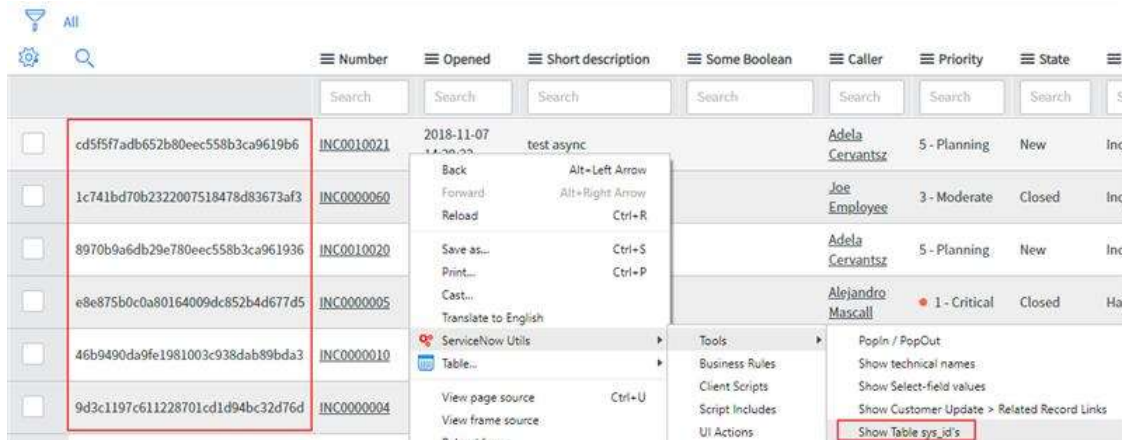 All
Number Opened Short description Some Boolean Caller Priority State
Search Search Search Search Search Search Search
cd5f5f7adb652b80eec558b3ca9619b6 INC0010021 2018-11-07 test async Adela Cervantsz 5 - Planning New
1c741bd70b2322007518478d83673af3 INC0000060 Joe Employee 3 - Moderate Closed
8970b9a6db29e780eec558b3ca961936 INC0010020 Adela Cervantsz 5 - Planning New
e8e875b0c0a80164009dc852b4d677d5 INC0000005 Alejandro Mascall 1 - Critical Closed
46b9490da9fe1981003c938dab89bda3 INC0000010
9d3c1197c611228701cd1d94bc32d76d INC0000004
Back Alt+Left Arrow
Forward Alt+Right Arrow
Reload Ctrl+R
Save as... Ctrl+S
Print... Ctrl+P
Cast...
Translate to English
ServiceNow Utils
Table...
View page source Ctrl+U
View frame source
Tools
Business Rules
Client Scripts
Script Includes
UI Actions
PopIn / PopOut
Show technical names
Show Select-field values
Show Customer Update > Related Record Links
Show Table sys_id's